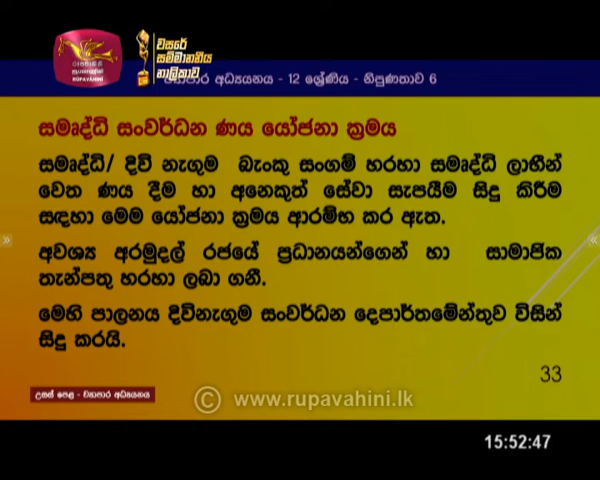 වසරේ
සම්මානනීය
නාලිකාව
රූපවාහිනී
RUPAVAHINI
ව්‍යාපාර අධ්‍යයනය - 12 ශ්‍රේණිය - නිපුණතාව 6
සමෘද්ධි සංවර්ධන ණය යෝජනා ක්‍රමය
සමෘද්ධි/ දිවි නැගුම බැංකු සංගම් හරහා සමෘද්ධි ලාභීන්
වෙත ණය දීම හා අනෙකුත් සේවා සැපයීම සිදු කිරීම
සඳහා මෙම යෝජනා ක්‍රමය ආරම්භ කර ඇත.
අවශ්‍ය අරමුදල් රජයේ ප්‍රධානයන්ගෙන් හා සාමාජික
තැන්පතු හරහා ලබා ගනී.
මෙහි පාලනය දිවිනැගුම සංවර්ධන දෙපාර්තමේන්තුව විසින්
සිදු කරයි.
33
උසස් පෙළ - ව්‍යාපාර අධ්‍යයනය
© www.rupavahini.lk
15:52:47